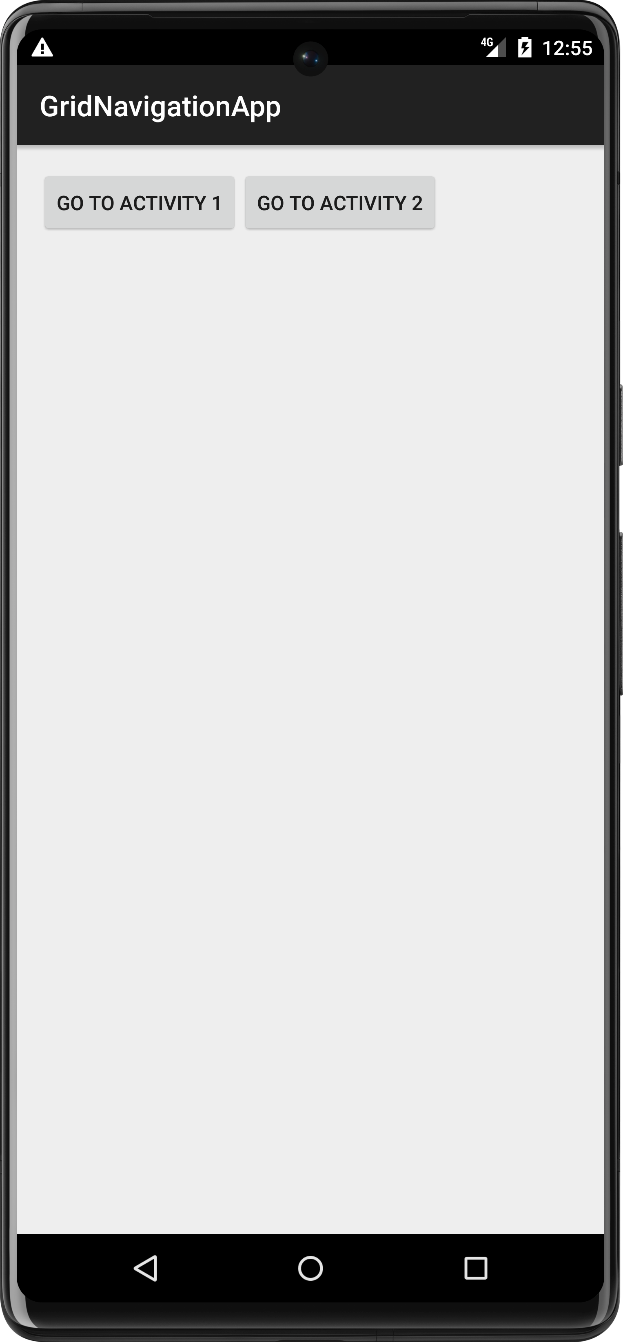 4G 12:55
GridNavigationApp
GO TO ACTIVITY 1 GO TO ACTIVITY 2